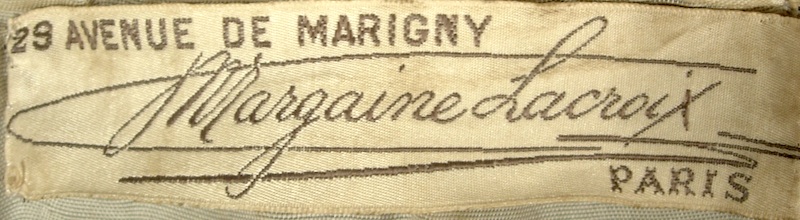 29 AVENUE DE MARIGNY
Margaine Lacroix
PARIS